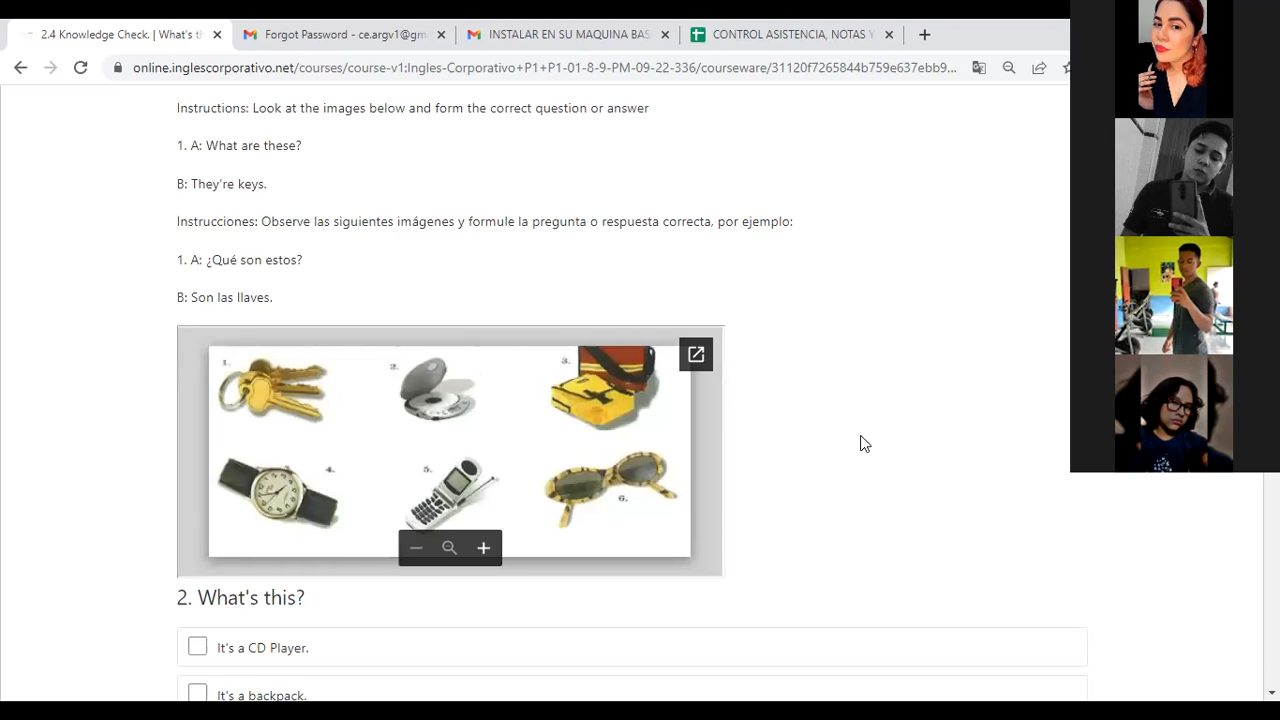 2.4 Knowledge Check. | What's th
Forgot Password - ce.argv1@gm
INSTALAR EN SU MAQUINA BAS
CONTROL ASISTENCIA, NOTAS Y
online.inglescorporativo.net/courses/course-v1:Ingles-Corporativo+P1+P1-01-8-9-PM-09-22-336/courseware/31120f7265844b759e637ebb9...
Instructions: Look at the images below and form the correct question or answer
1. A: What are these?
B: They're keys.
Instrucciones: Observe las siguientes imágenes y formule la pregunta o respuesta correcta, por ejemplo:
1. A: ¿Qué son estos?
B: Son las llaves.
1.
2.
3.
4.
5.
6.
2. What's this?
It's a CD Player.
It's a backpack.